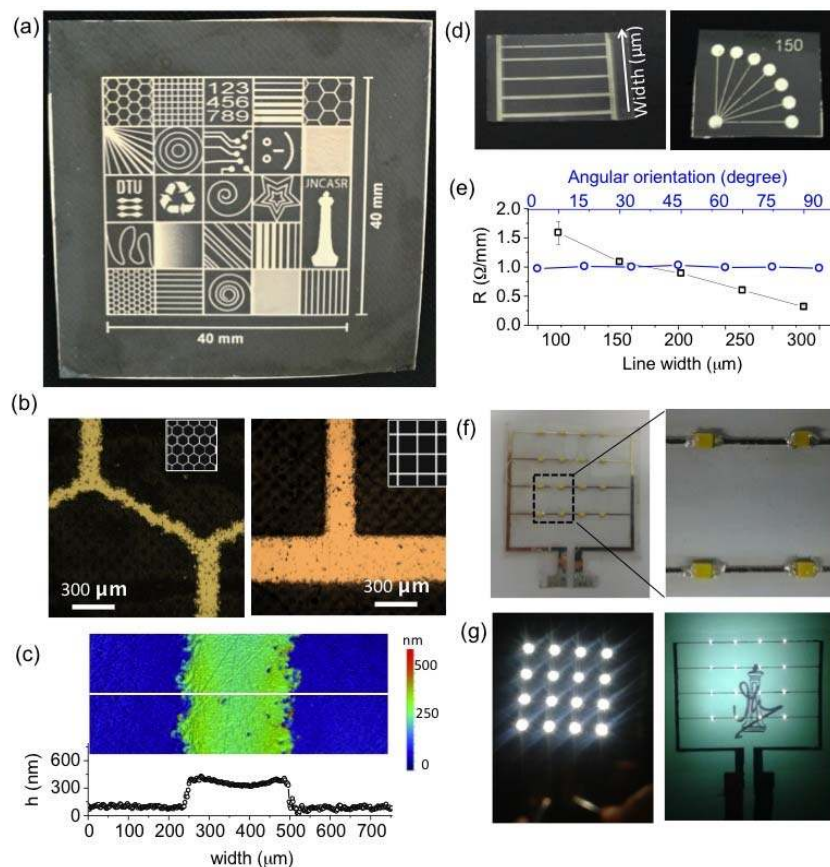 (a)
123
456
789
DTU
JNCASR
40 mm
40 mm
(b)
300 µm
300 µm
(c)
nm
500
250
0
600
300
0
h (nm)
0 100 200 300 400 500 600 700
width (µm)
(d)
Width (µm)
150
(e)
Angular orientation (degree)
0 15 30 45 60 75 90
2.0
1.5
1.0
0.5
0.0
R (Ω/mm)
100 150 200 250 300
Line width (µm)
(f)
(g)